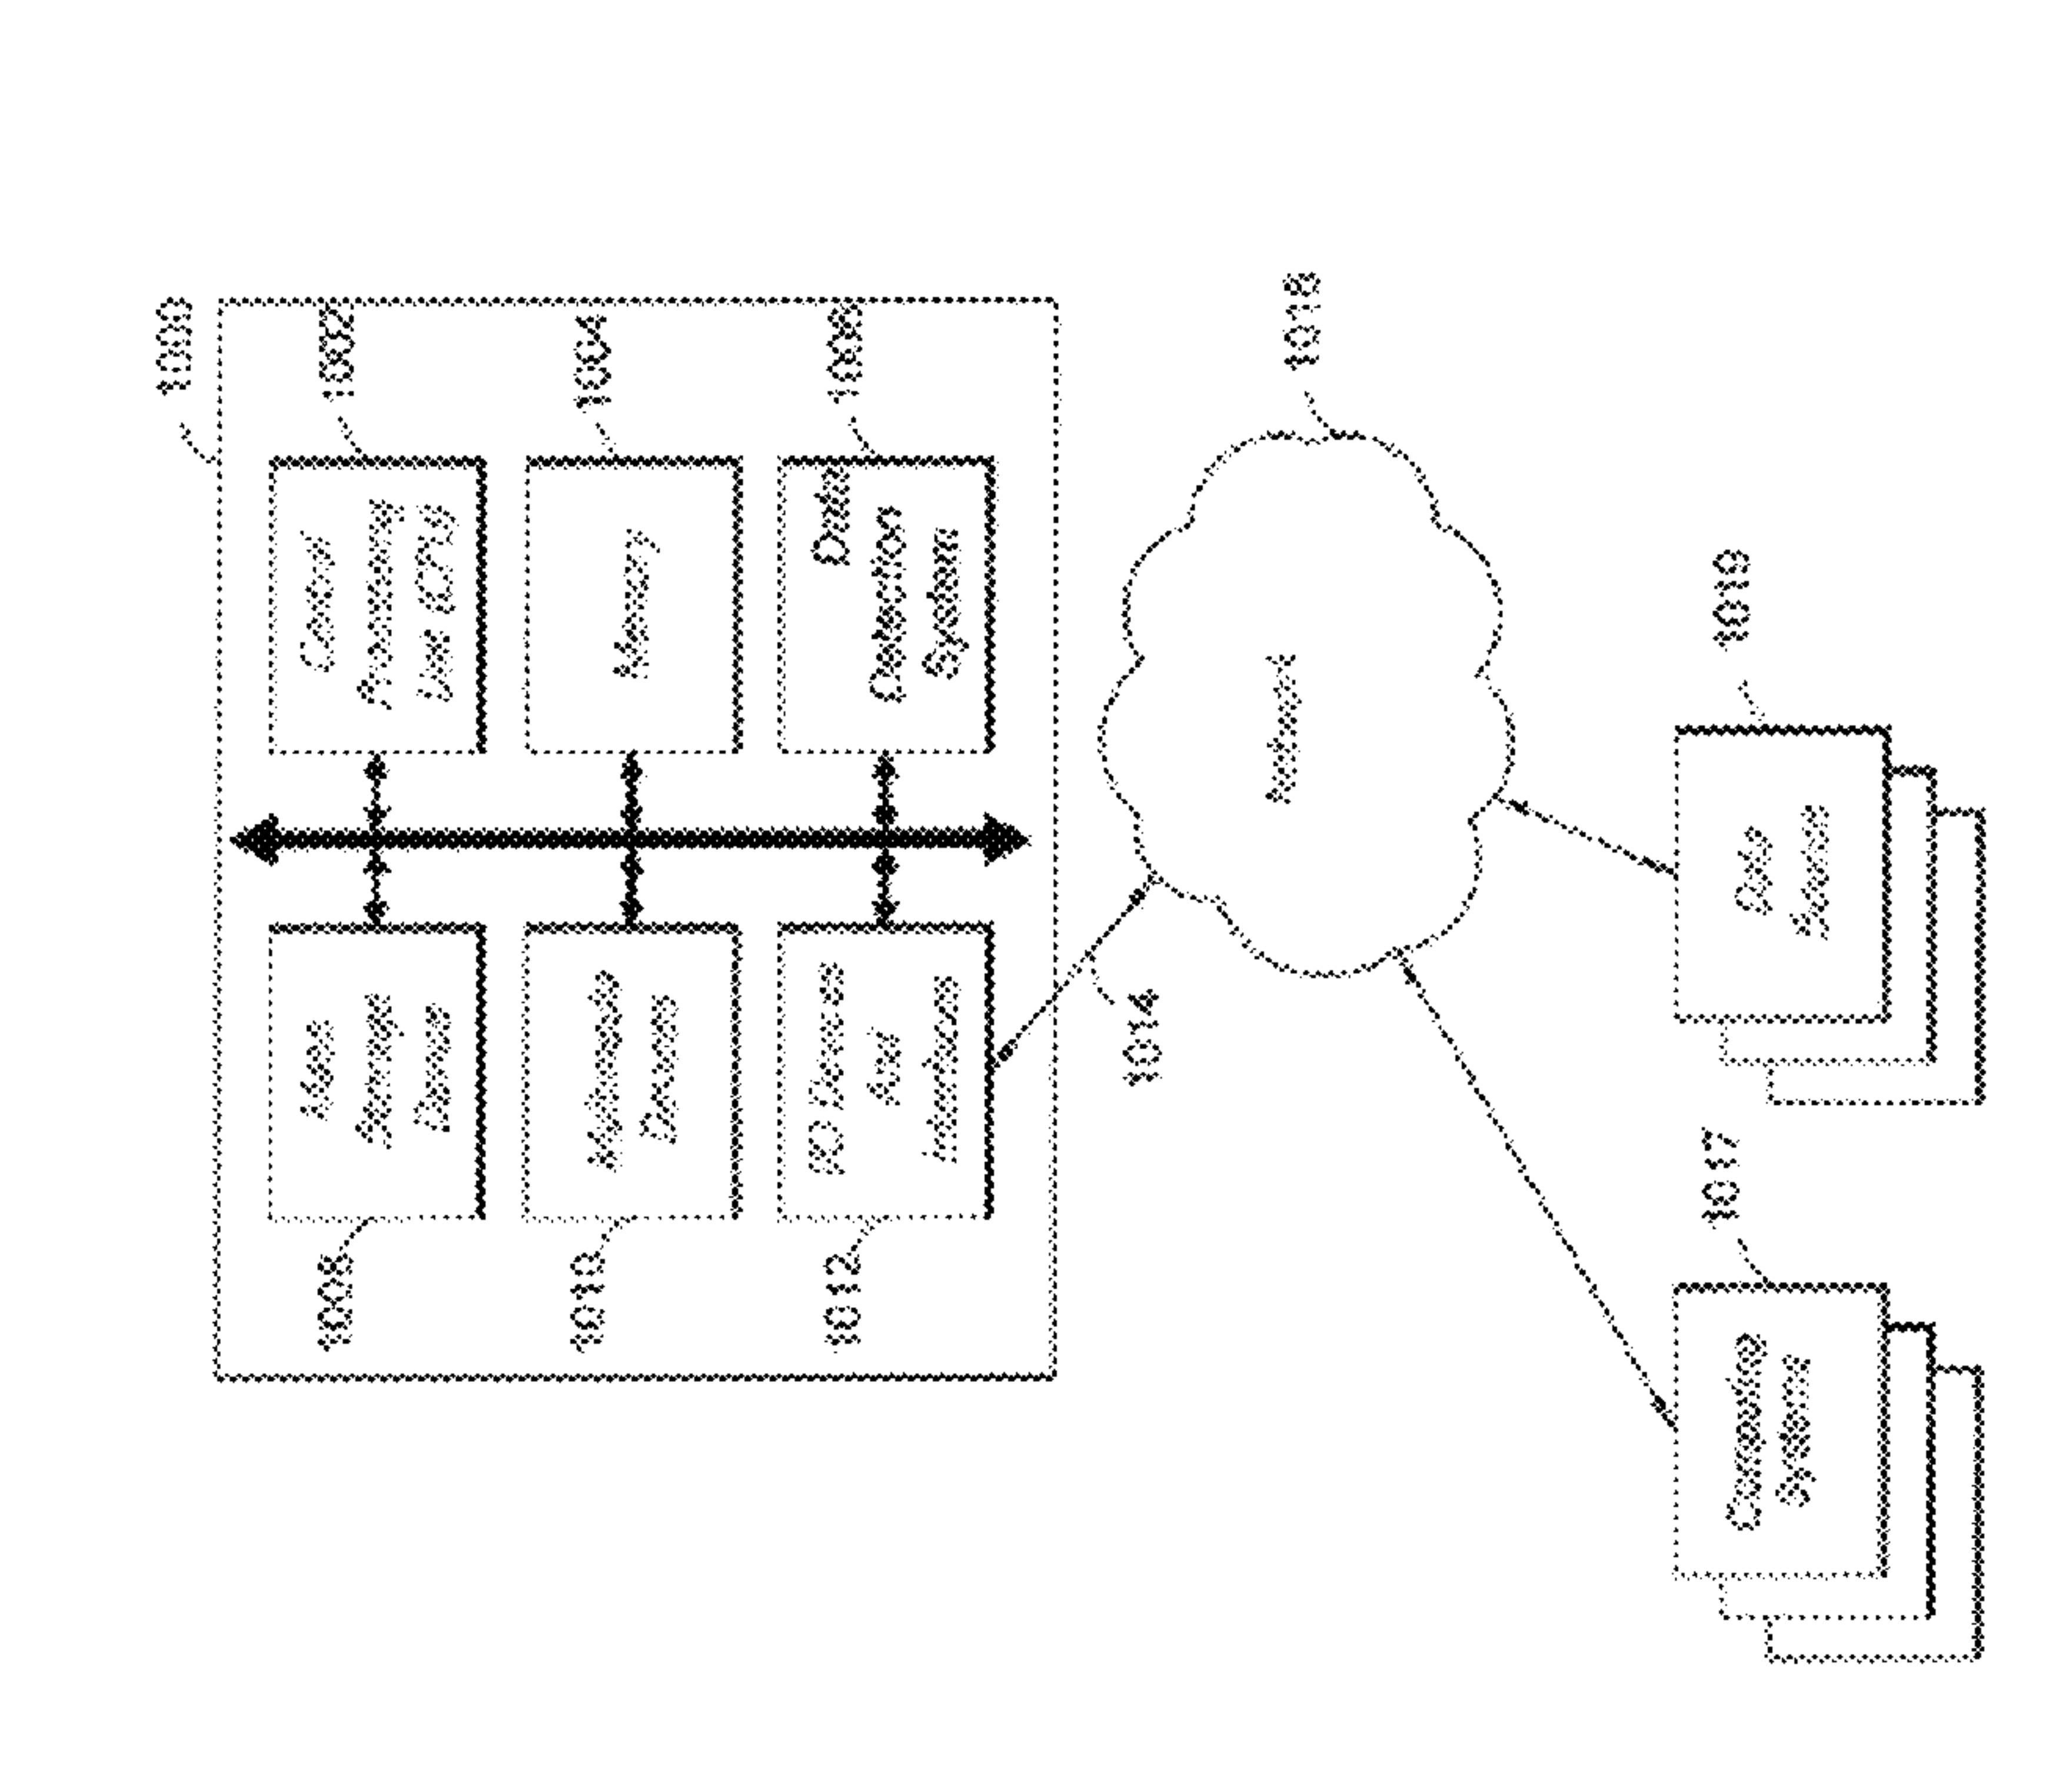 1000
1008
Mass
Storage
Device
Central
Processing
Unit (CPU)
1002
1010
Multimedia
Devices
Memory
1004
1012
I/O Devices
And
Interfaces
Data
Collection
System
1006
1014
Network
1018
1017
Computing
Systems
Data
Sources
1019